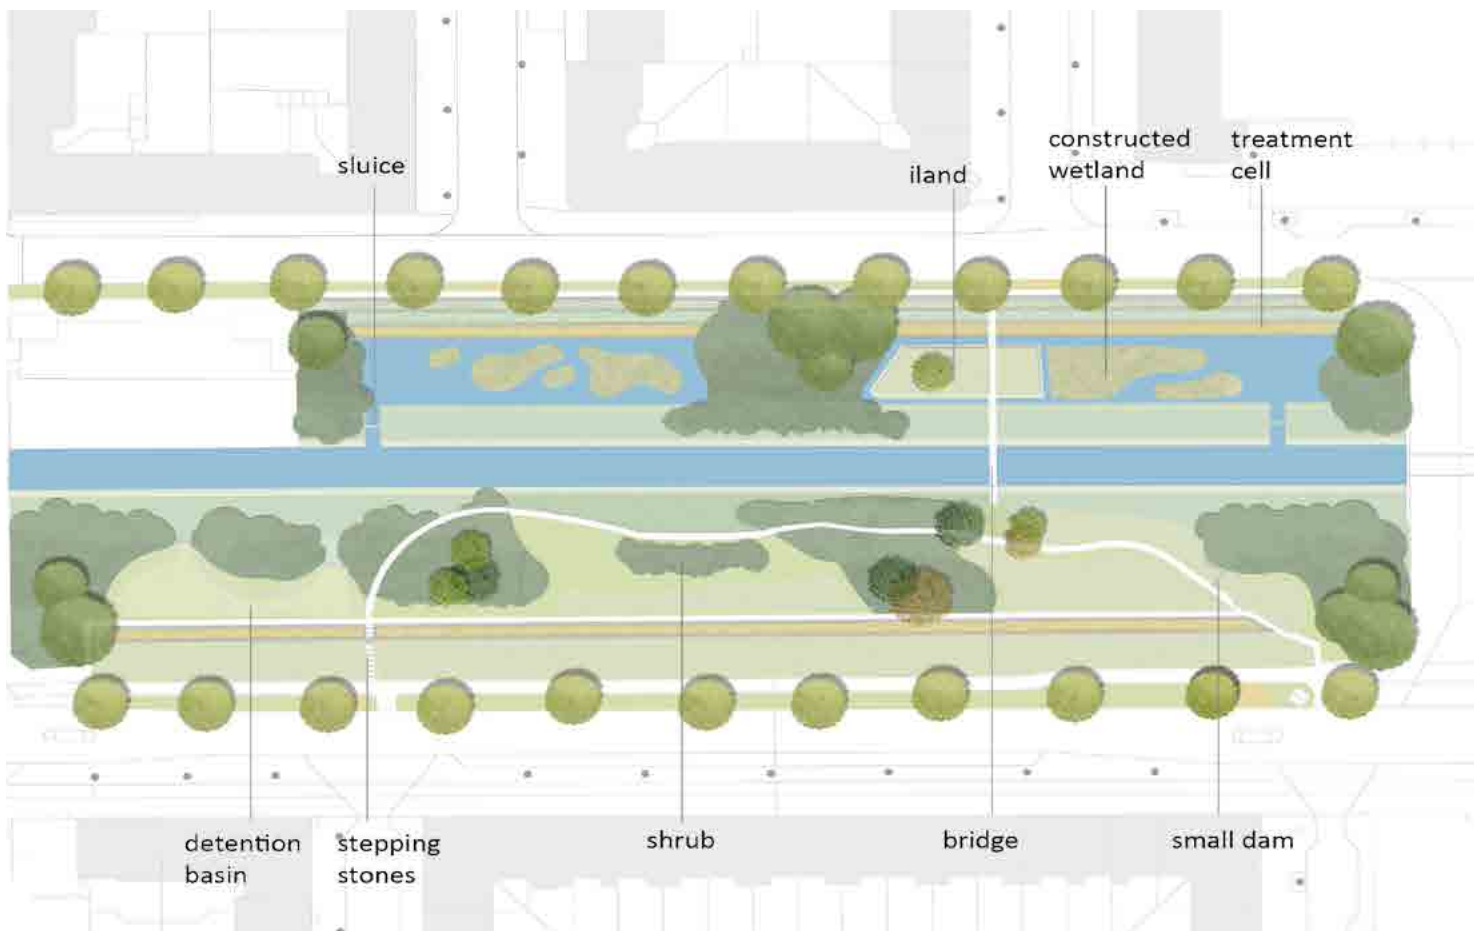 constructed
wetland
treatment
cell
sluice
iland
detention
basin
stepping
stones
shrub
bridge
small dam